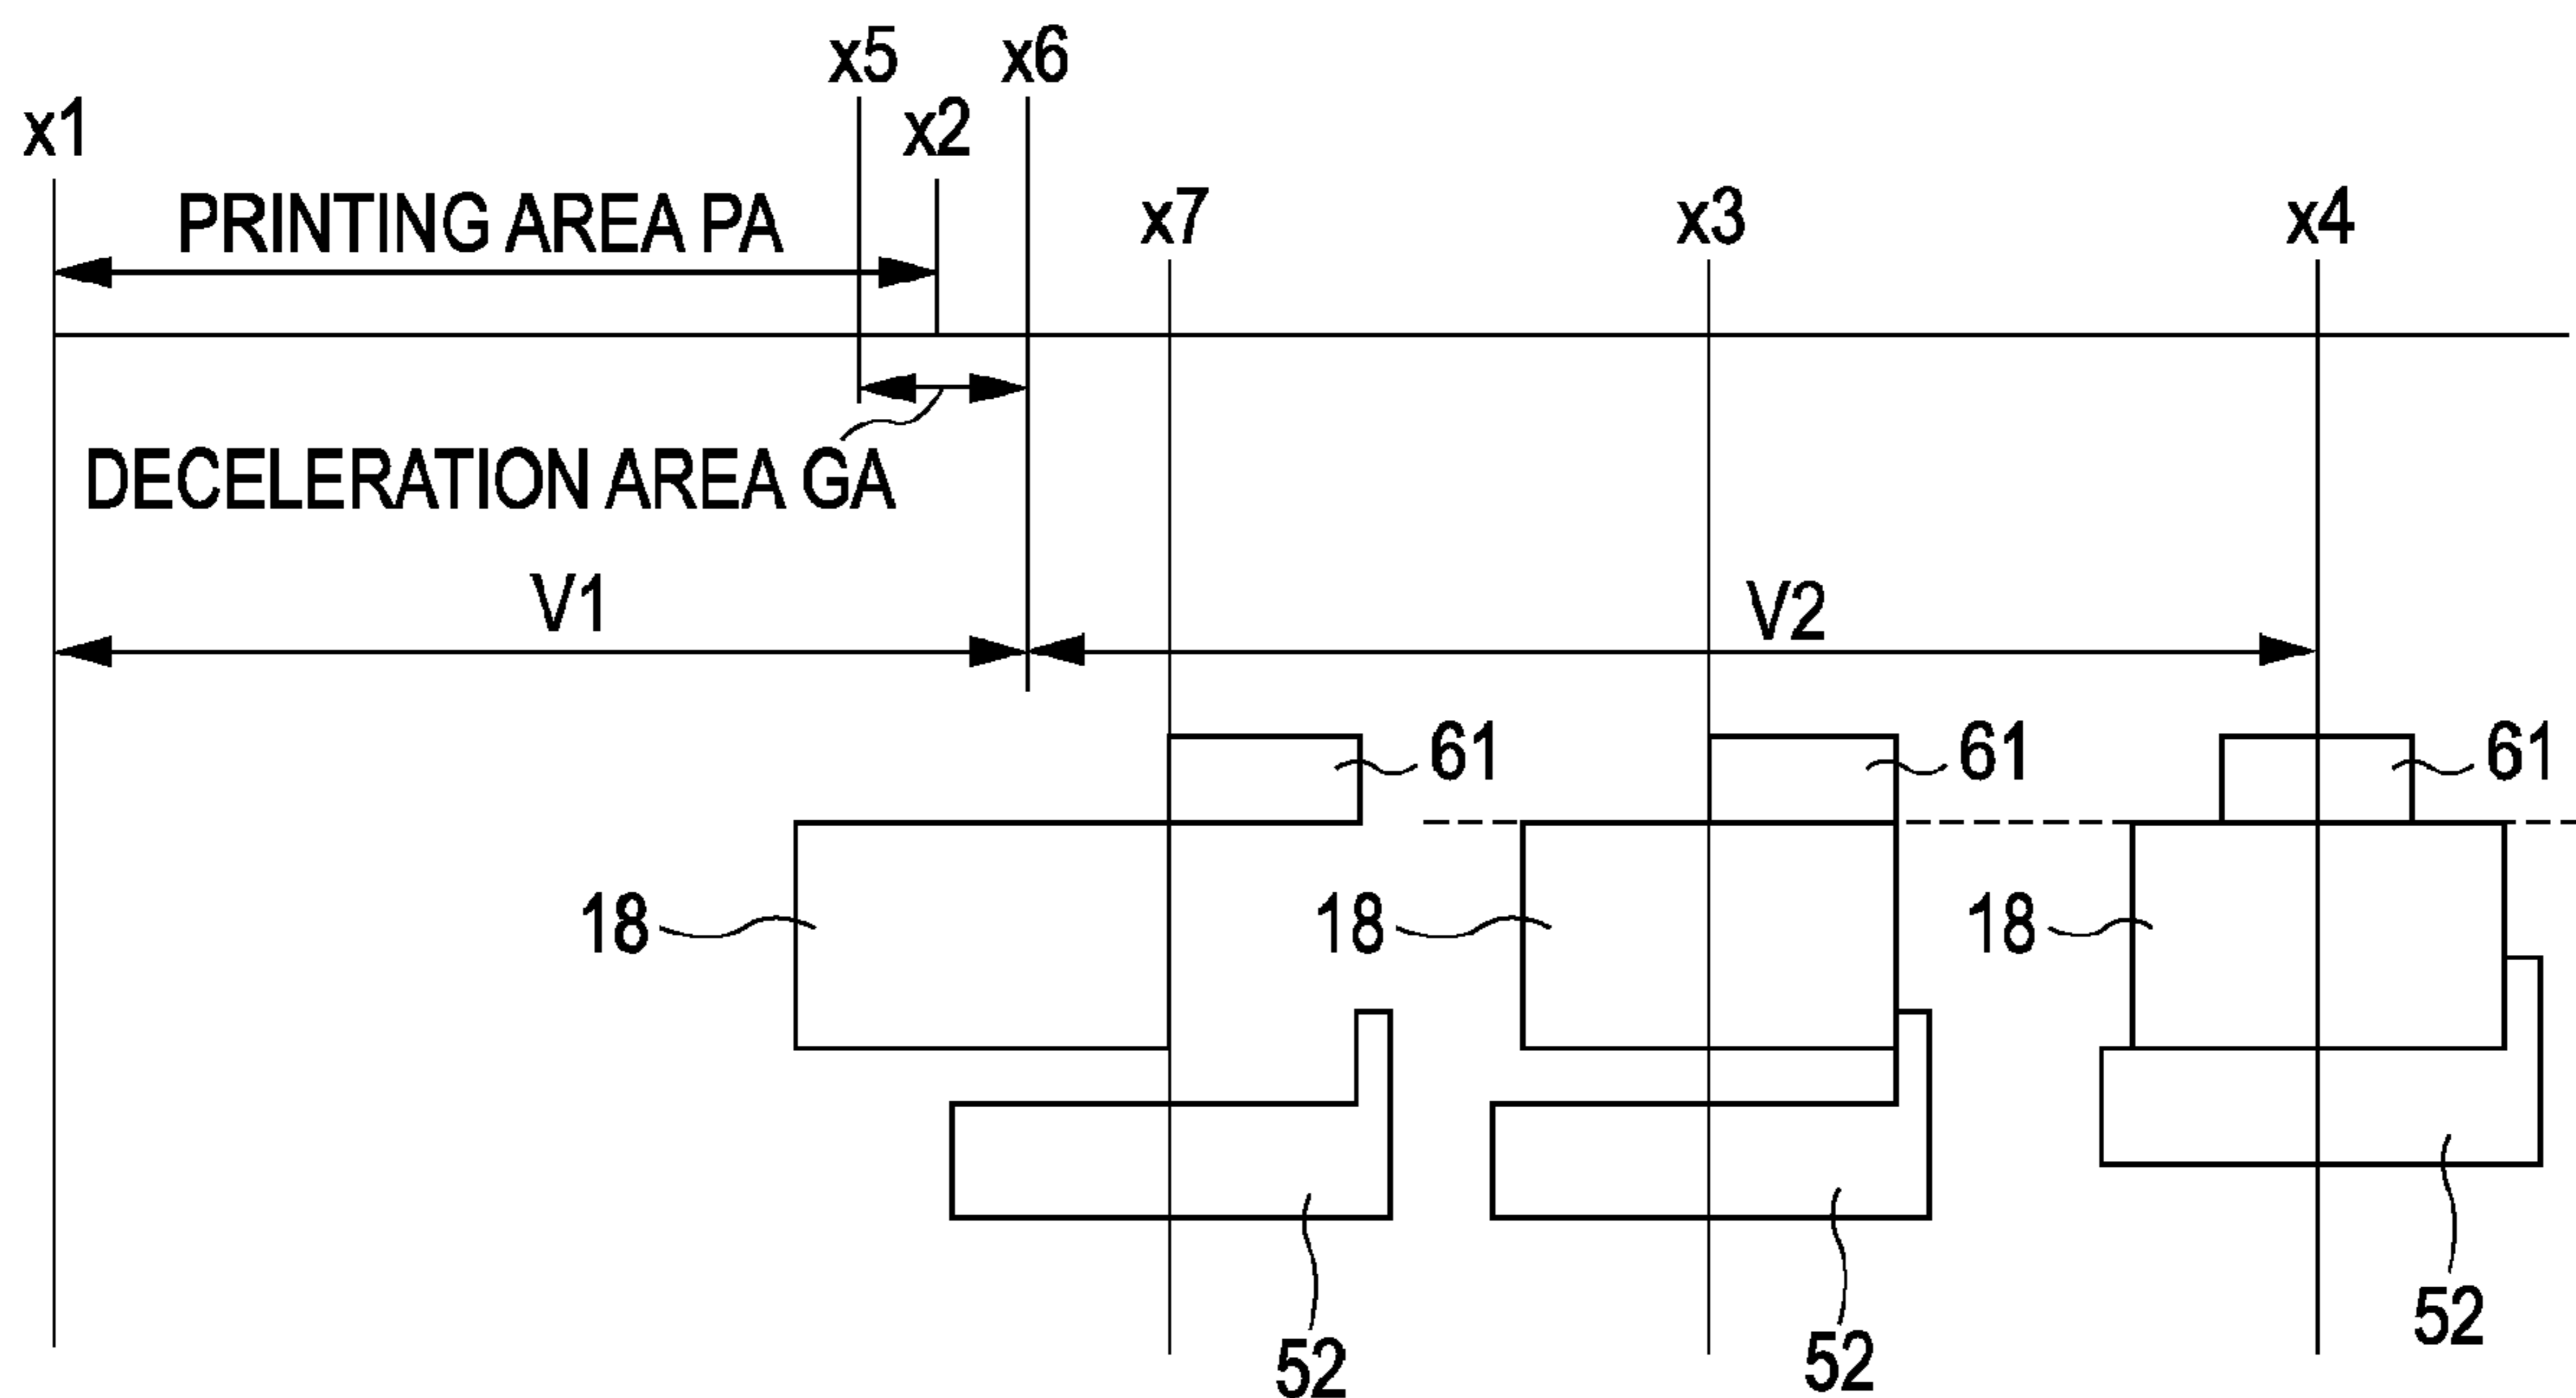 x5 x6
x1 x2
PRINTING AREA PA x7 x3 x4
DECELERATION AREA GA
V1 V2
61 61 61
18 18 18
52 52 52